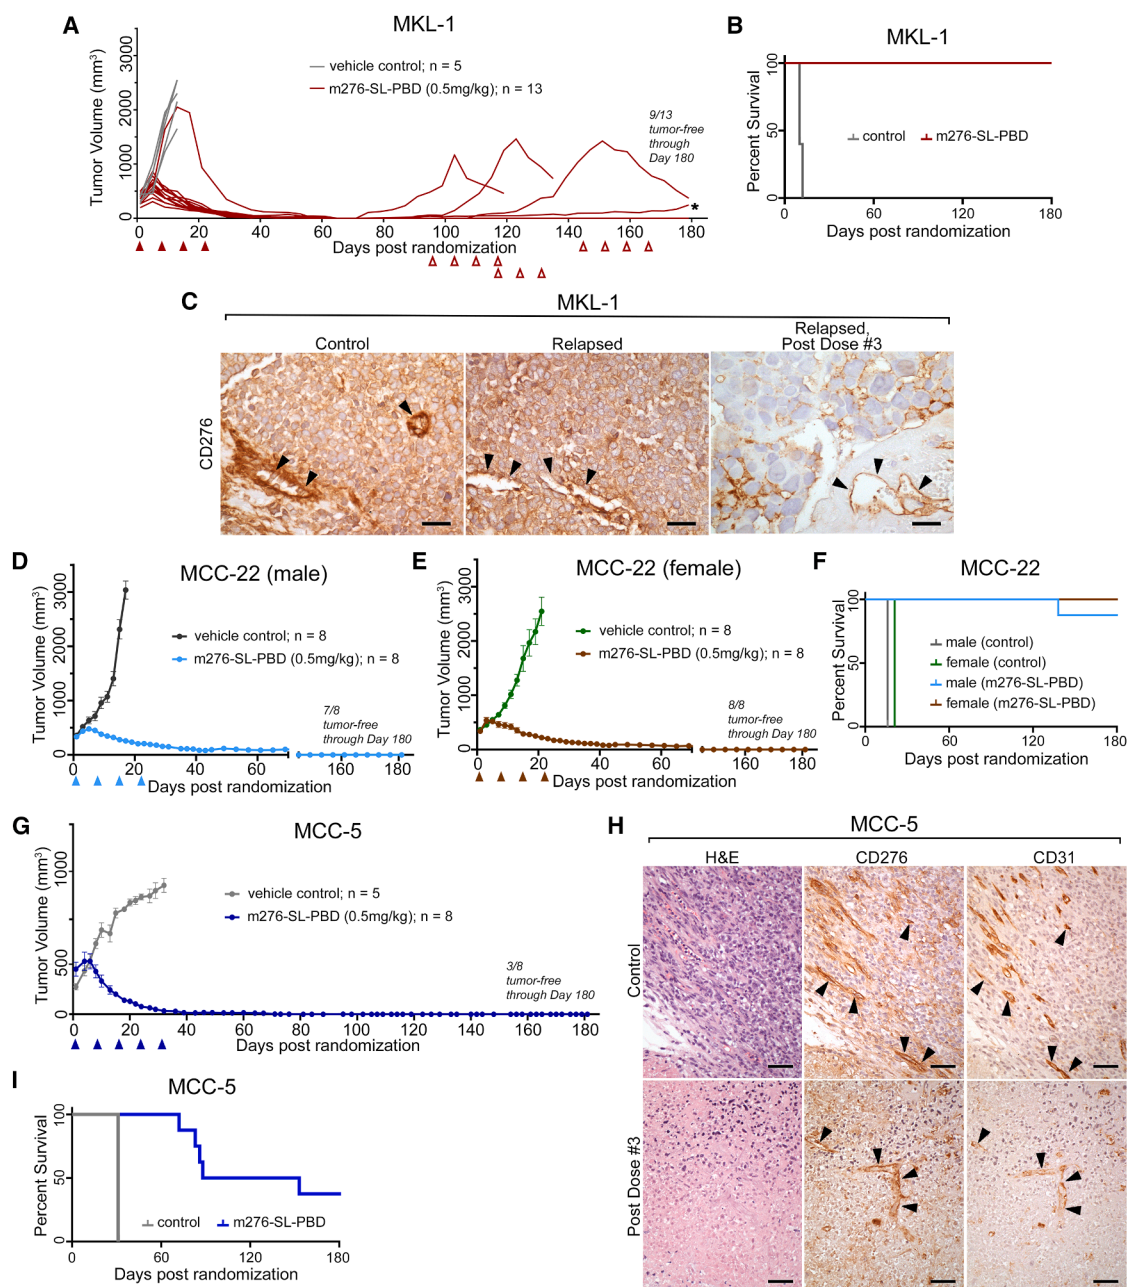 A
MKL-1
Tumor Volume (mm³)
3000
2000
1000
0
vehicle control; n = 5
m276-SL-PBD (0.5mg/kg); n = 13
9/13
tumor-free
through
Day 180
*
0 20 40 60 80 100 120 140 160 180
Days post randomization
B
MKL-1
Percent Survival
100
50
0
control m276-SL-PBD
0 60 120 180
Days post randomization
C
MKL-1
Control
Relapsed
Relapsed,
Post Dose #3
CD276
D
MCC-22 (male)
Tumor Volume (mm³)
3000
2000
1000
0
vehicle control; n = 8
m276-SL-PBD (0.5mg/kg); n = 8
7/8
tumor-free
through Day 180
0 20 40 60 160 180
Days post randomization
E
MCC-22 (female)
Tumor Volume (mm³)
3000
2000
1000
0
vehicle control; n = 8
m276-SL-PBD (0.5mg/kg); n = 8
8/8
tumor-free
through Day 180
0 20 40 60 160 180
Days post randomization
F
MCC-22
Percent Survival
100
50
0
male (control)
female (control)
male (m276-SL-PBD)
female (m276-SL-PBD)
0 60 120 180
Days post randomization
G
MCC-5
Tumor Volume (mm³)
1000
500
0
vehicle control; n = 5
m276-SL-PBD (0.5mg/kg); n = 8
3/8
tumor-free
through Day 180
0 20 40 60 80 100 120 140 160 180
Days post randomization
H
MCC-5
H&E
CD276
CD31
Control
Post Dose #3
I
MCC-5
Percent Survival
100
50
0
control m276-SL-PBD
0 60 120 180
Days post randomization